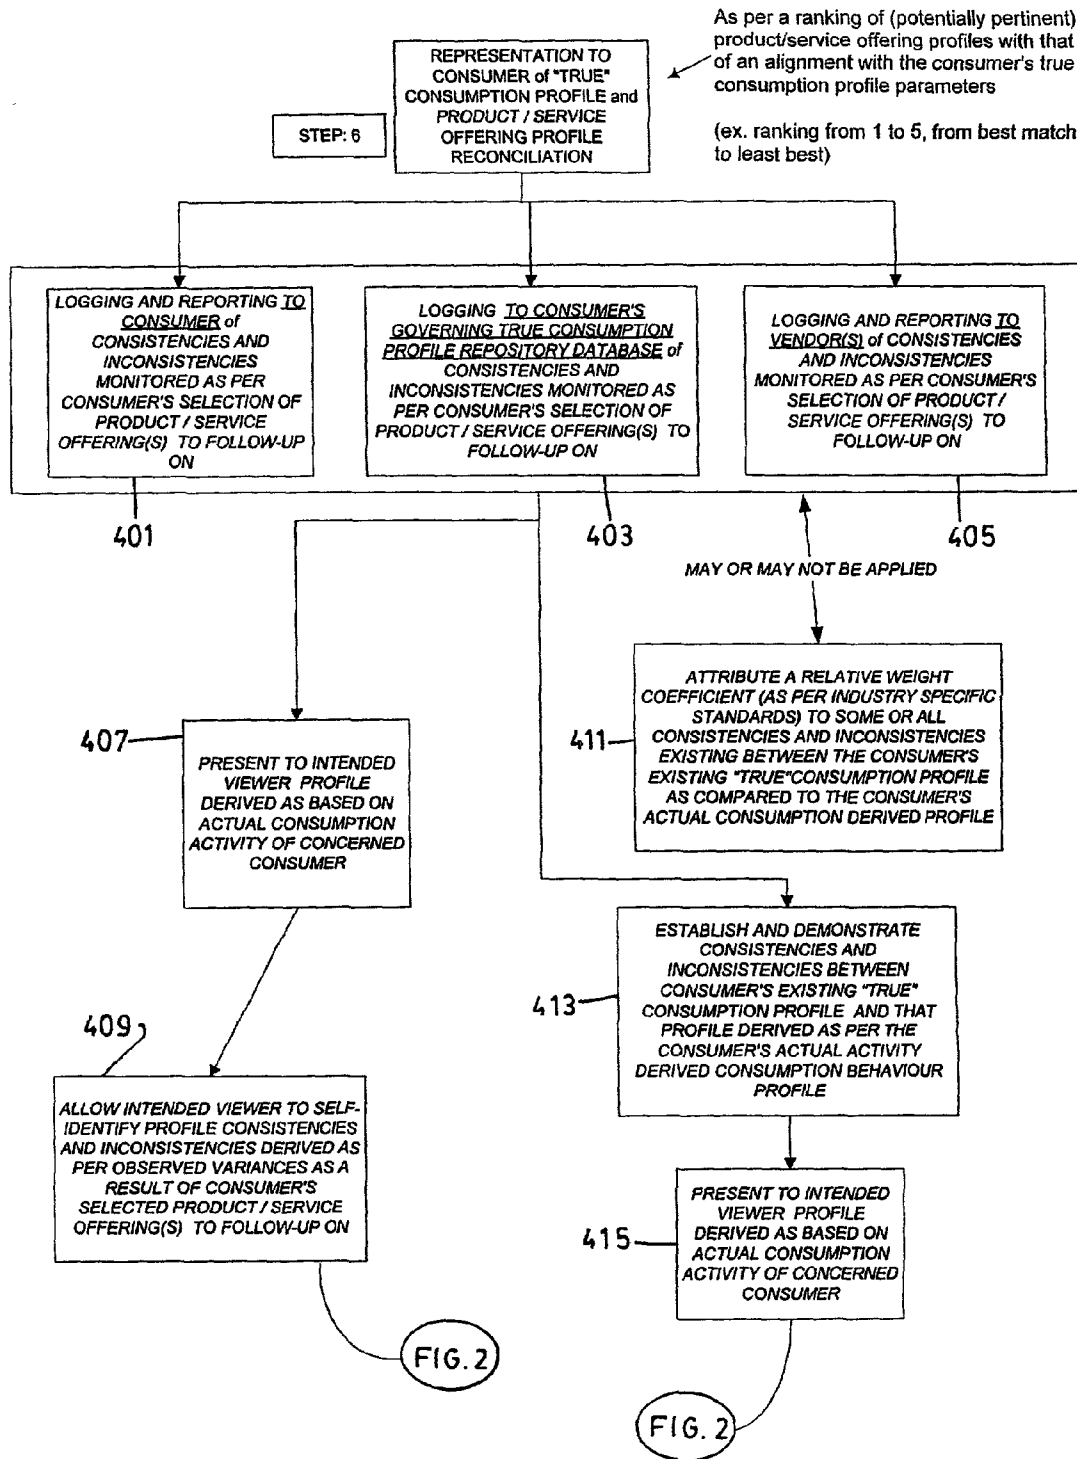 As per a ranking of (potentially pertinent)
product/service offering profiles with that
of an alignment with the consumer's true
consumption profile parameters
(ex. ranking from 1 to 5, from best match
to least best)
STEP: 6
REPRESENTATION TO
CONSUMER of "TRUE"
CONSUMPTION PROFILE and
PRODUCT / SERVICE
OFFERING PROFILE
RECONCILIATION
LOGGING AND REPORTING TO
CONSUMER of
CONSISTENCIES AND
INCONSISTENCIES
MONITORED AS PER
CONSUMER'S SELECTION OF
PRODUCT / SERVICE
OFFERING(S) TO FOLLOW-UP
ON
LOGGING TO CONSUMER'S
GOVERNING TRUE CONSUMPTION
PROFILE REPOSITORY DATABASE of
CONSISTENCIES AND
INCONSISTENCIES MONITORED AS
PER CONSUMER'S SELECTION OF
PRODUCT / SERVICE OFFERING(S) TO
FOLLOW-UP ON
LOGGING AND REPORTING TO
VENDOR(S) of CONSISTENCIES
AND INCONSISTENCIES
MONITORED AS PER CONSUMER'S
SELECTION OF PRODUCT /
SERVICE OFFERING(S) TO
FOLLOW-UP ON
401
403
405
MAY OR MAY NOT BE APPLIED
407
PRESENT TO INTENDED
VIEWER PROFILE
DERIVED AS BASED ON
ACTUAL CONSUMPTION
ACTIVITY OF CONCERNED
CONSUMER
411
ATTRIBUTE A RELATIVE WEIGHT
COEFFICIENT (AS PER INDUSTRY SPECIFIC
STANDARDS) TO SOME OR ALL
CONSISTENCIES AND INCONSISTENCIES
EXISTING BETWEEN THE CONSUMER'S
EXISTING "TRUE"CONSUMPTION PROFILE
AS COMPARED TO THE CONSUMER'S
ACTUAL CONSUMPTION DERIVED PROFILE
413
ESTABLISH AND DEMONSTRATE
CONSISTENCIES AND
INCONSISTENCIES BETWEEN
CONSUMER'S EXISTING "TRUE"
CONSUMPTION PROFILE AND THAT
PROFILE DERIVED AS PER THE
CONSUMER'S ACTUAL ACTIVITY
DERIVED CONSUMPTION BEHAVIOUR
PROFILE
409
ALLOW INTENDED VIEWER TO SELF-
IDENTIFY PROFILE CONSISTENCIES
AND INCONSISTENCIES DERIVED AS
PER OBSERVED VARIANCES AS A
RESULT OF CONSUMER'S
SELECTED PRODUCT / SERVICE
OFFERING(S) TO FOLLOW-UP ON
415
PRESENT TO INTENDED
VIEWER PROFILE
DERIVED AS BASED ON
ACTUAL CONSUMPTION
ACTIVITY OF CONCERNED
CONSUMER
FIG. 2
FIG. 2